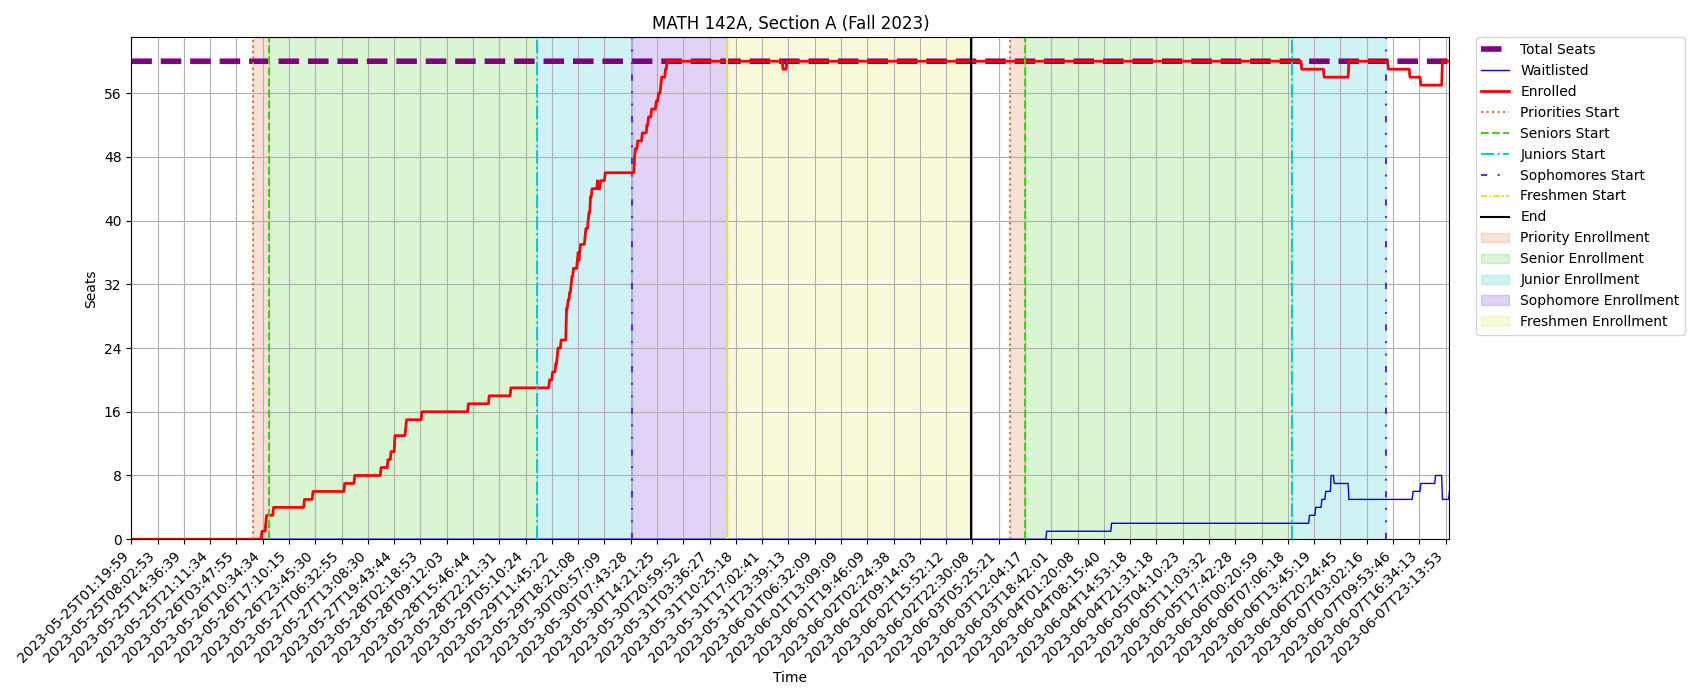 MATH 142A, Section A (Fall 2023)
Total Seats
Waitlisted
Enrolled
Priorities Start
Seniors Start
Juniors Start
Sophomores Start
Freshmen Start
End
Priority Enrollment
Senior Enrollment
Junior Enrollment
Sophomore Enrollment
Freshmen Enrollment
Seats
56
48
40
32
24
16
8
0
2023-05-25T01:19:59
2023-05-25T08:02:53
2023-05-25T14:36:39
2023-05-25T21:11:34
2023-05-26T03:47:55
2023-05-26T10:34:34
2023-05-26T17:10:15
2023-05-26T23:45:30
2023-05-27T06:32:55
2023-05-27T13:08:30
2023-05-27T19:43:44
2023-05-28T02:18:53
2023-05-28T09:12:03
2023-05-28T15:46:44
2023-05-28T22:21:31
2023-05-29T05:10:24
2023-05-29T11:45:22
2023-05-29T18:21:08
2023-05-30T00:57:09
2023-05-30T07:43:28
2023-05-30T14:21:25
2023-05-30T20:59:52
2023-05-31T03:36:27
2023-05-31T10:25:18
2023-05-31T17:02:41
2023-05-31T23:39:13
2023-06-01T06:32:09
2023-06-01T13:09:09
2023-06-01T19:46:09
2023-06-02T02:24:38
2023-06-02T09:14:03
2023-06-02T15:52:12
2023-06-02T22:30:08
2023-06-03T05:25:21
2023-06-03T12:04:17
2023-06-03T18:42:01
2023-06-04T01:20:08
2023-06-04T08:15:40
2023-06-04T14:53:18
2023-06-04T21:31:18
2023-06-05T04:10:23
2023-06-05T11:03:32
2023-06-05T17:42:28
2023-06-06T00:20:59
2023-06-06T07:06:18
2023-06-06T13:45:19
2023-06-06T20:24:45
2023-06-07T03:02:16
2023-06-07T09:53:46
2023-06-07T16:34:13
2023-06-07T23:13:53
Time